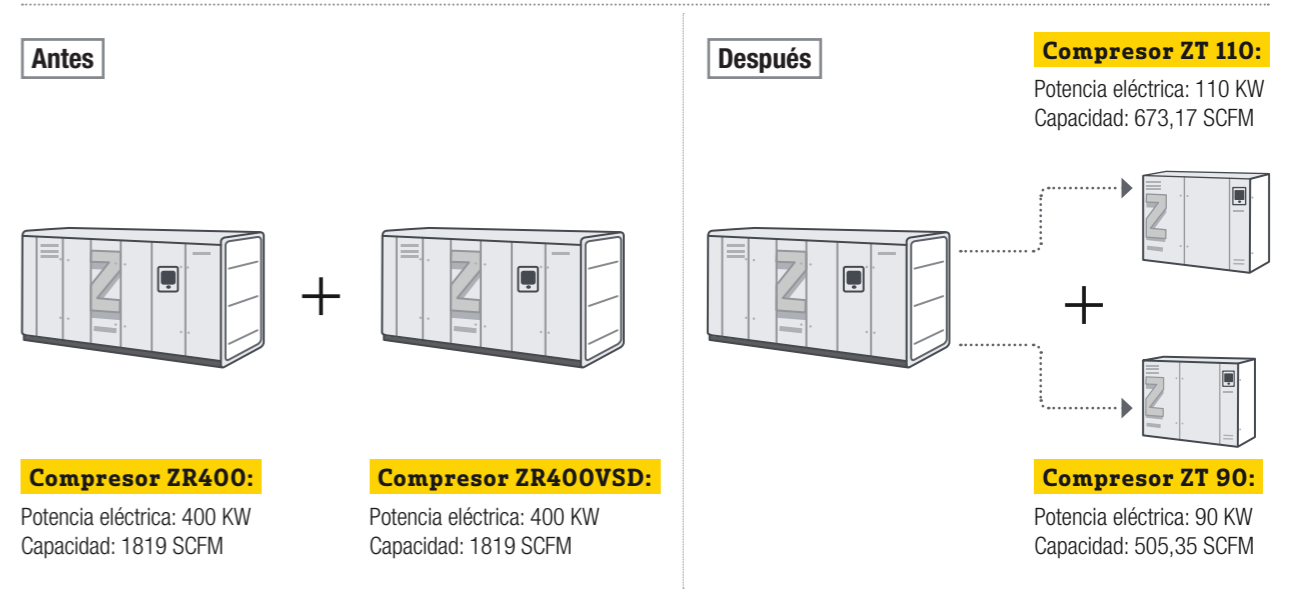 Antes
Compresor ZR400:
Potencia eléctrica: 400 KW
Capacidad: 1819 SCFM
Compresor ZR400VSD:
Potencia eléctrica: 400 KW
Capacidad: 1819 SCFM
Después
Compresor ZT 110:
Potencia eléctrica: 110 KW
Capacidad: 673,17 SCFM
Compresor ZT 90:
Potencia eléctrica: 90 KW
Capacidad: 505,35 SCFM